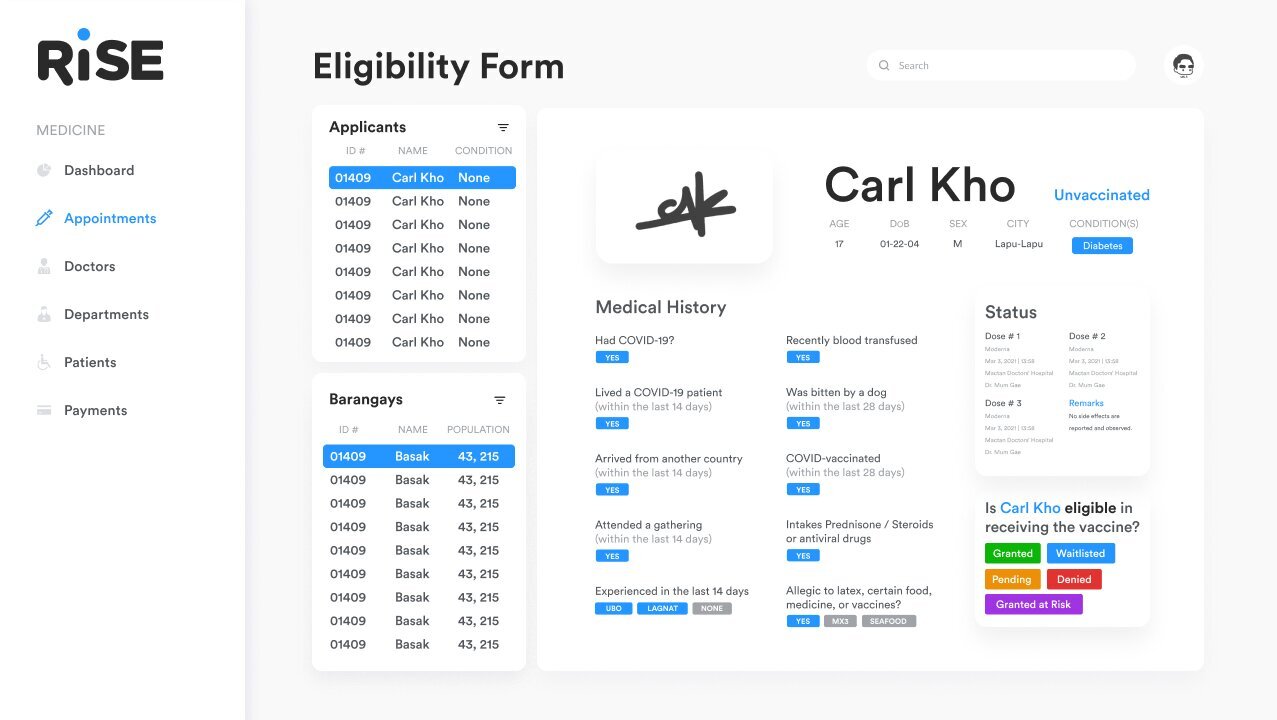 RiSE
MEDICINE
Dashboard
Appointments
Doctors
Departments
Patients
Payments
Eligibility Form
Search
Applicants
ID # NAME CONDITION
01409 Carl Kho None
01409 Carl Kho None
01409 Carl Kho None
01409 Carl Kho None
01409 Carl Kho None
01409 Carl Kho None
01409 Carl Kho None
01409 Carl Kho None
Barangays
ID # NAME POPULATION
01409 Basak 43, 215
01409 Basak 43, 215
01409 Basak 43, 215
01409 Basak 43, 215
01409 Basak 43, 215
01409 Basak 43, 215
01409 Basak 43, 215
01409 Basak 43, 215
01409 Basak 43, 215
Carl Kho
Unvaccinated
AGE DoB SEX CITY CONDITION(S)
17 01-22-04 M Lapu-Lapu Diabetes
Medical History
Had COVID-19?
YES
Lived a COVID-19 patient
(within the last 14 days)
YES
Arrived from another country
(within the last 14 days)
YES
Attended a gathering
(within the last 14 days)
YES
Experienced in the last 14 days
UBO LAGNAT NONE
Recently blood transfused
YES
Was bitten by a dog
(within the last 28 days)
YES
COVID-vaccinated
(within the last 28 days)
YES
Intakes Prednisone / Steroids
or antiviral drugs
YES
Allegic to latex, certain food,
medicine, or vaccines?
YES MX3 SEAFOOD
Status
Dose # 1
Moderna
Mar 3, 2021 | 13:58
Mactan Doctors' Hospital
Dr. Mum Gae
Dose # 2
Moderna
Mar 3, 2021 | 13:58
Mactan Doctors' Hospital
Dr. Mum Gae
Dose # 3
Moderna
Mar 3, 2021 | 13:58
Mactan Doctors' Hospital
Dr. Mum Gae
Remarks
No side effects are
reported and observed.
Is Carl Kho eligible in
receiving the vaccine?
Granted Waitlisted
Pending Denied
Granted at Risk